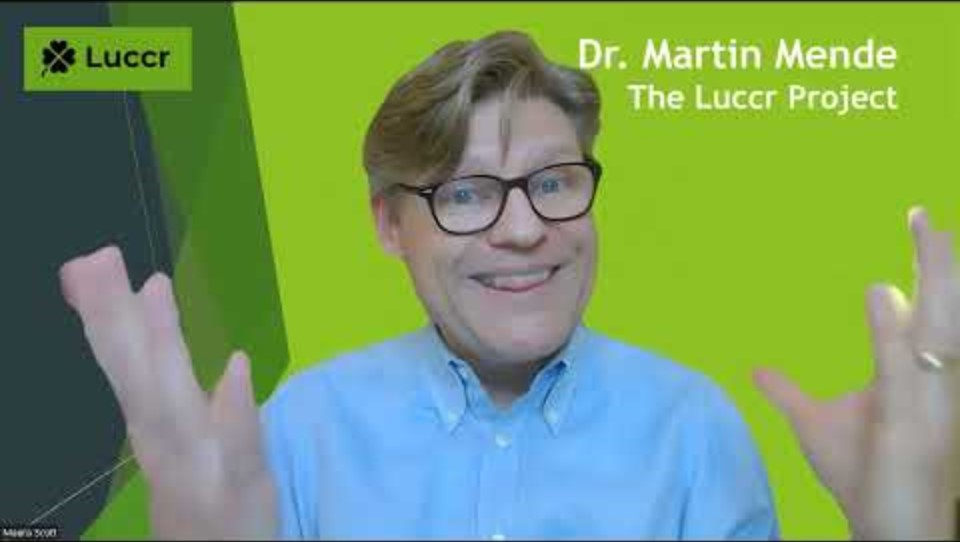 Luccr
Dr. Martin Mende
The Luccr Project